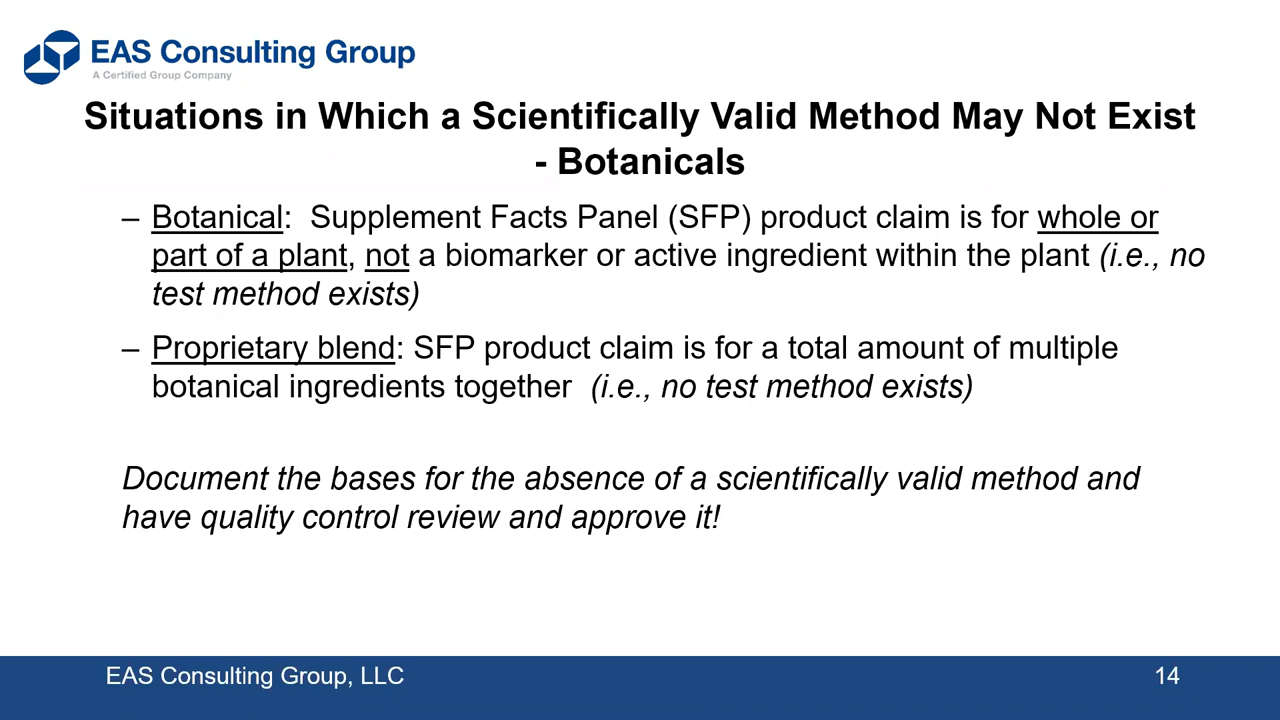 EAS Consulting Group
A Certified Group Company
Situations in Which a Scientifically Valid Method May Not Exist
- Botanicals
– Botanical:  Supplement Facts Panel (SFP) product claim is for whole or
part of a plant, not a biomarker or active ingredient within the plant (i.e., no
test method exists)
– Proprietary blend: SFP product claim is for a total amount of multiple
botanical ingredients together  (i.e., no test method exists)
Document the bases for the absence of a scientifically valid method and
have quality control review and approve it!
EAS Consulting Group, LLC
14